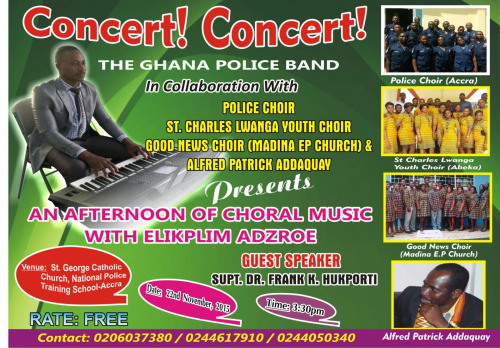 Concert! Concert!
THE GHANA POLICE BAND
In Collaboration With
POLICE CHOIR
ST. CHARLES LWANGA YOUTH CHOIR
GOOD NEWS CHOIR (MADINA EP CHURCH) &
ALFRED PATRICK ADDAQUAY
Presents
AN AFTERNOON OF CHORAL MUSIC
WITH ELIKPLIM ADZROE
GUEST SPEAKER
SUPT. DR. FRANK K. HUKPORTI
Venue: St. George Catholic
Church, National Police
Training School-Accra
Date: 22nd November, 2015
Time: 3:30pm
RATE: FREE
Contact: 0206037380 / 0244617910 / 0244050340
Police Choir (Accra)
St Charles Lwanga
Youth Choir (Abeka)
Good News Choir
(Madina E.P Church)
Alfred Patrick Addaquay